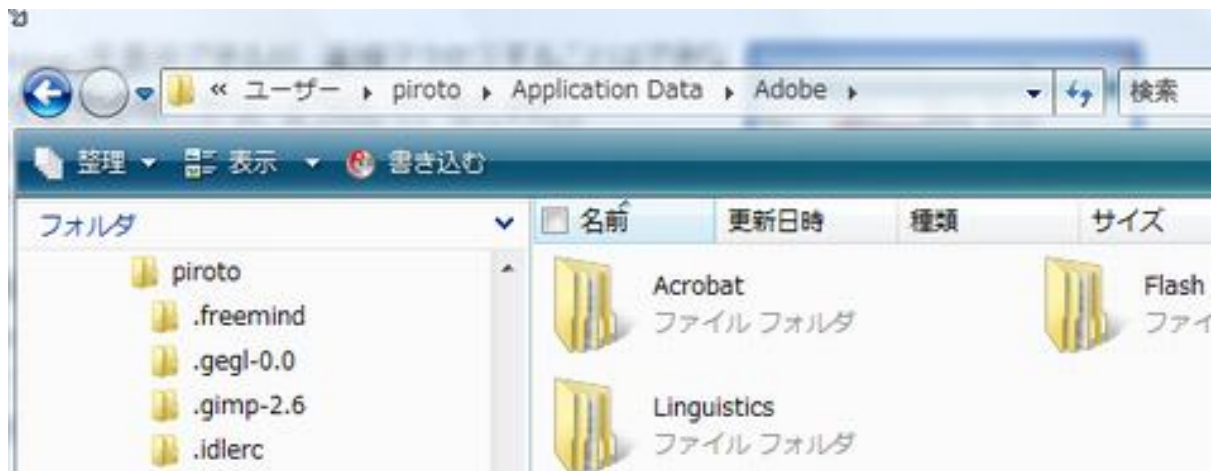 « ユーザー ▸ piroto ▸ Application Data ▸ Adobe ▸ 検索
整理 表示 書き込む
フォルダ
名前 更新日時 種類 サイズ
piroto
.freemind
.gegl-0.0
.gimp-2.6
.idlerc
Acrobat
ファイル フォルダ
Flash
Linguistics
ファイル フォルダ